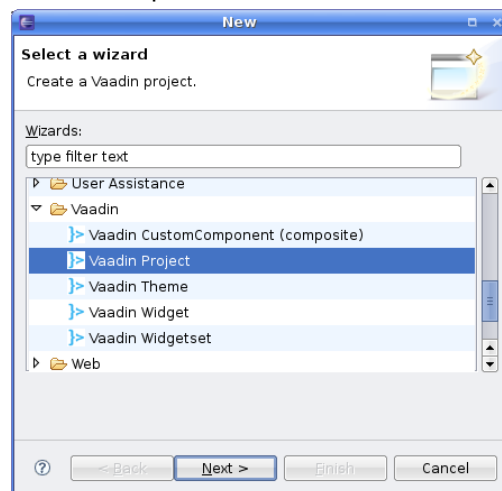 New
Select a wizard
Create a Vaadin project.
Wizards:
type filter text
User Assistance
Vaadin
Vaadin CustomComponent (composite)
Vaadin Project
Vaadin Theme
Vaadin Widget
Vaadin Widgetset
Web
< Back Next > Finish Cancel